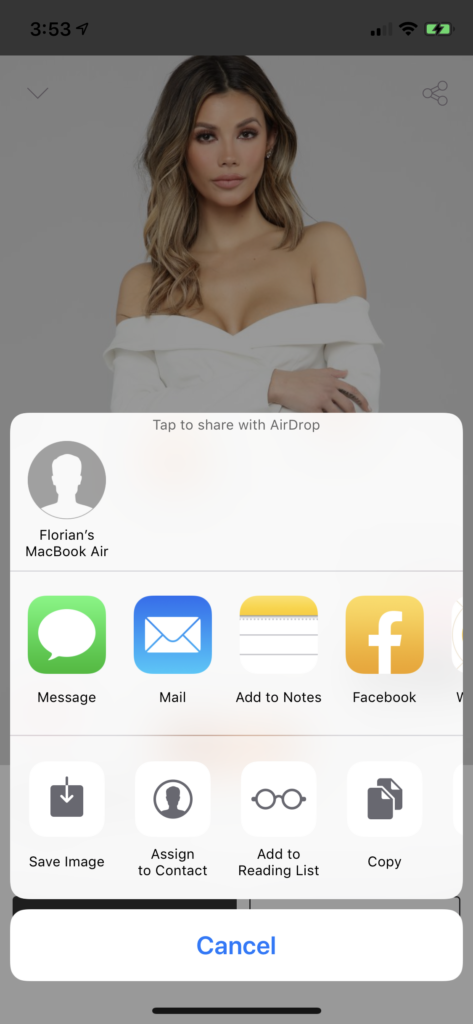 3:53
Tap to share with AirDrop
Florian's
MacBook Air
Message
Mail
Add to Notes
Facebook
Save Image
Assign
to Contact
Add to
Reading List
Copy
Cancel